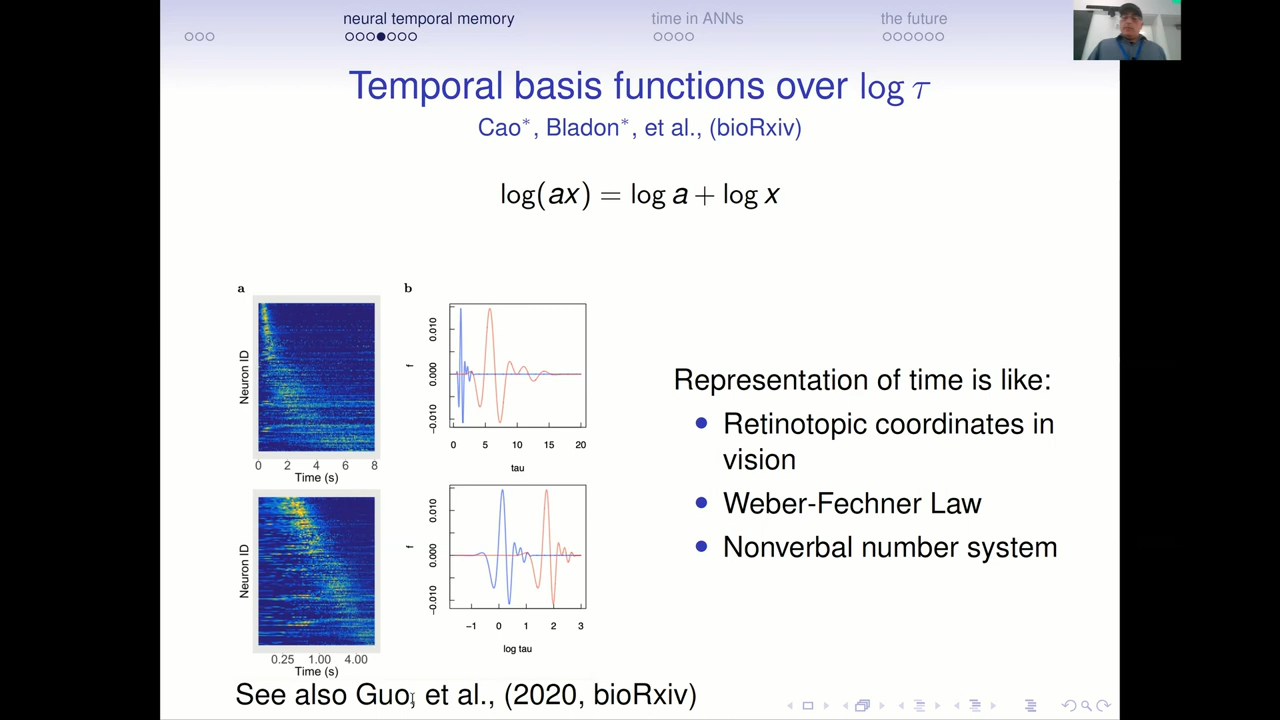 neural temporal memory
time in ANNs
the future
Temporal basis functions over log τ
Cao*, Bladon*, et al., (bioRxiv)
log(ax) = log a + log x
a
b
Neuron ID
0 2 4 6 8
Time (s)
f
0.010
0.000
−0.010
0 5 10 15 20
tau
Neuron ID
0.25 1.00 4.00
Time (s)
f
0.010
0.000
−0.010
−1 0 1 2 3
log tau
Representation of time is like:
Retinotopic coordinates in
vision
Weber-Fechner Law
Nonverbal number system
See also Guo, et al., (2020, bioRxiv)